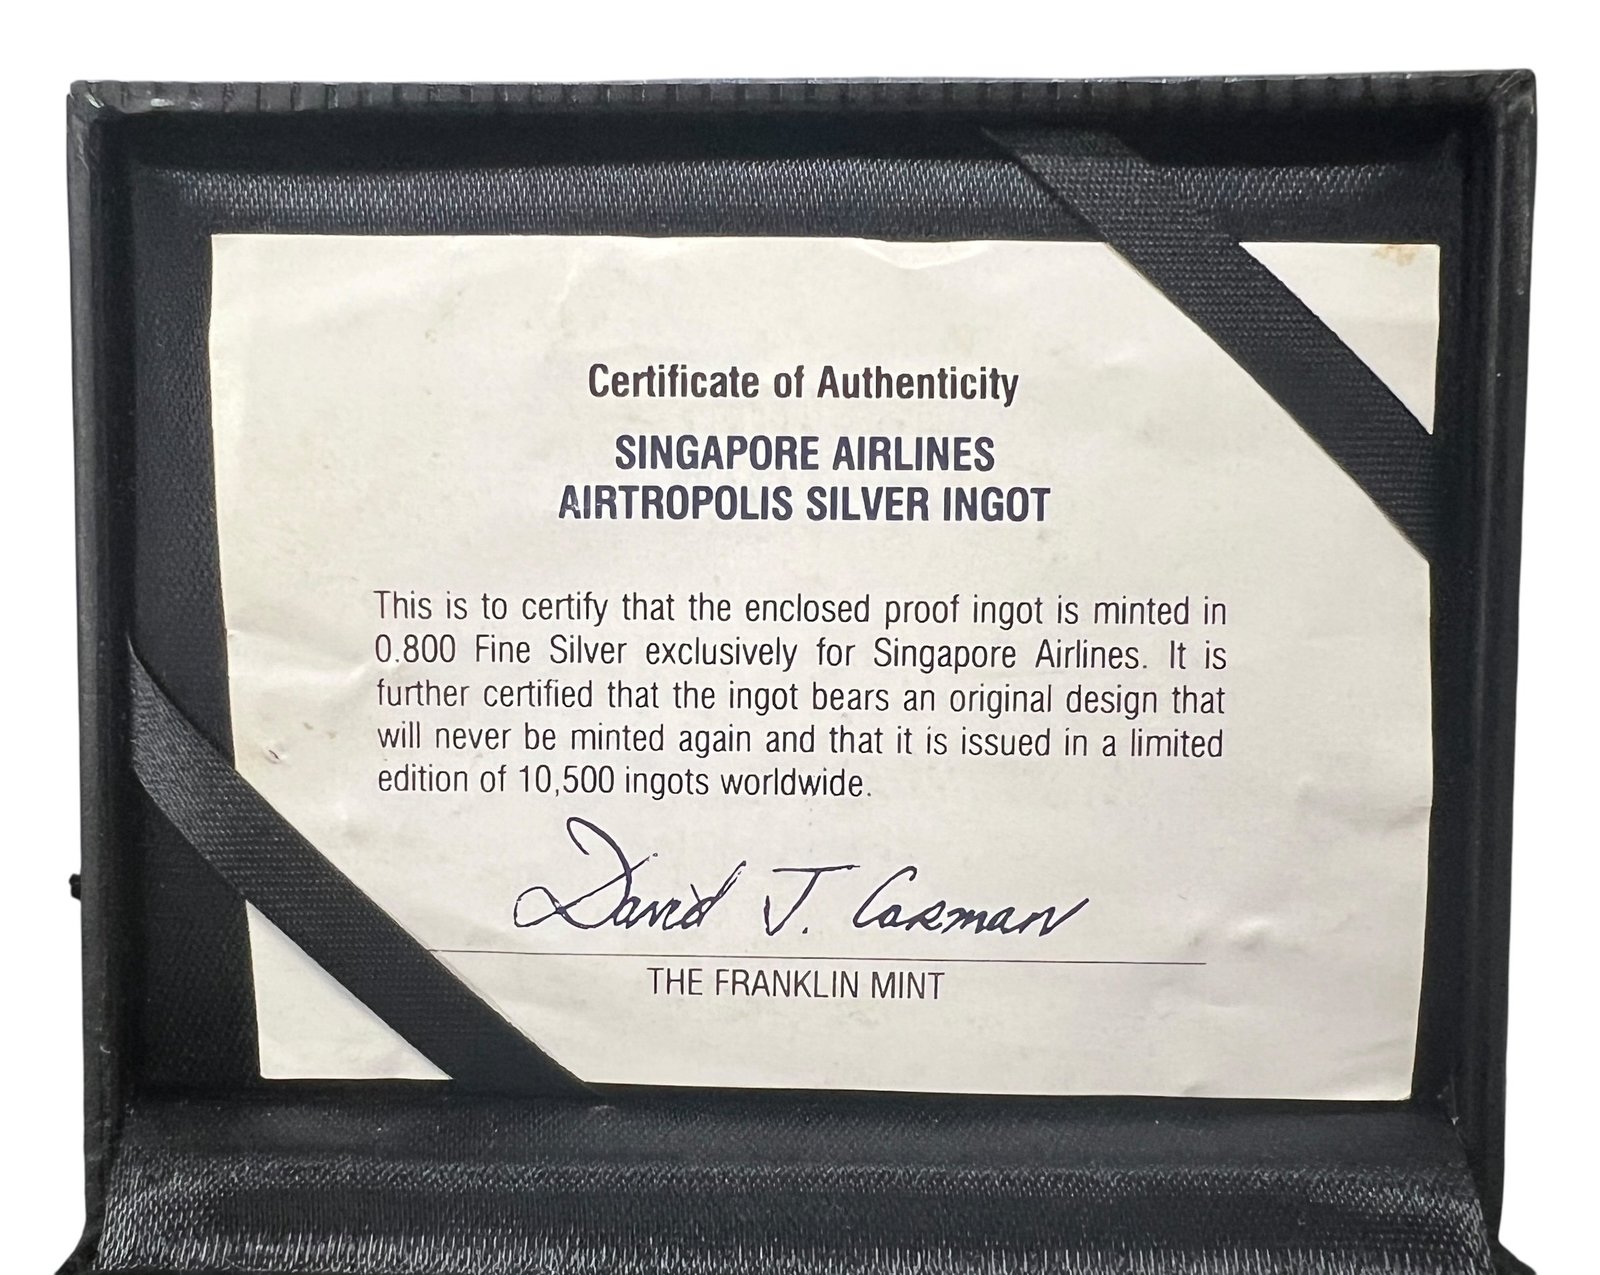 Certificate of Authenticity
SINGAPORE AIRLINES
AIRTROPOLIS SILVER INGOT
This is to certify that the enclosed proof ingot is minted in
0.800 Fine Silver exclusively for Singapore Airlines. It is
further certified that the ingot bears an original design that
will never be minted again and that it is issued in a limited
edition of 10,500 ingots worldwide.
David J. Carman
THE FRANKLIN MINT